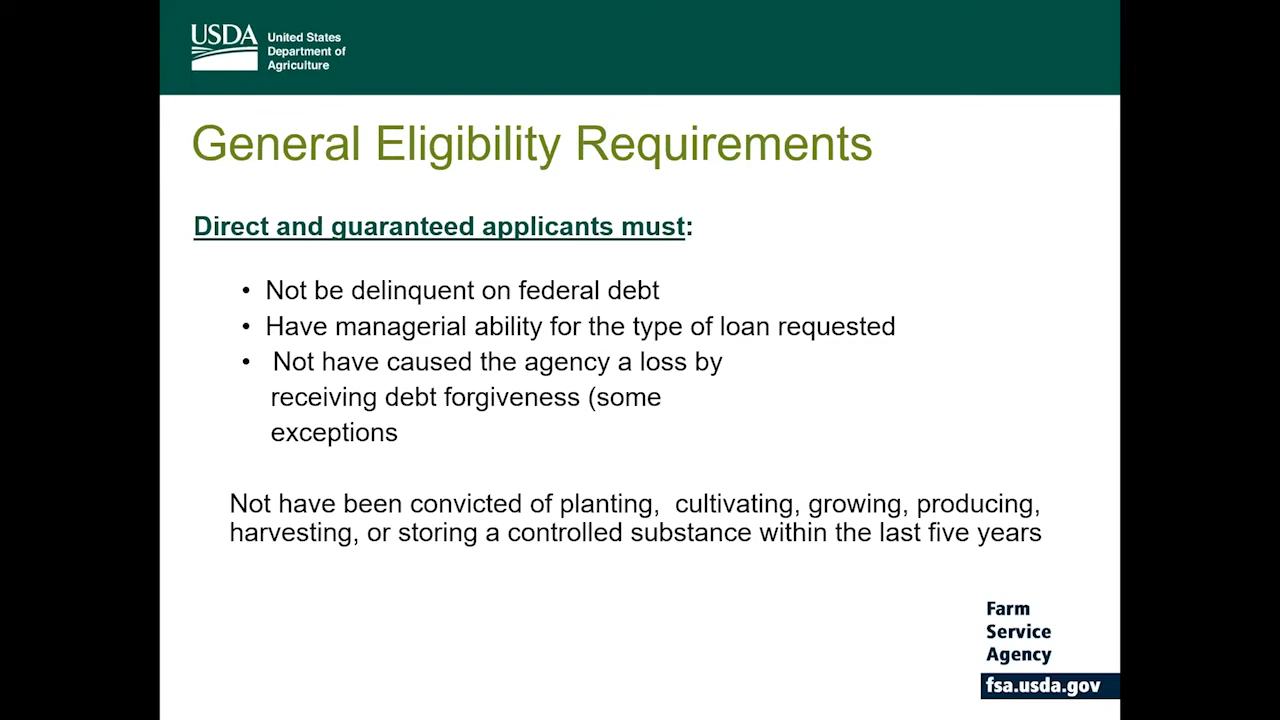 USDA
United States
Department of
Agriculture
General Eligibility Requirements
Direct and guaranteed applicants must:
• Not be delinquent on federal debt
• Have managerial ability for the type of loan requested
• Not have caused the agency a loss by
receiving debt forgiveness (some
exceptions
Not have been convicted of planting,  cultivating, growing, producing,
harvesting, or storing a controlled substance within the last five years
Farm
Service
Agency
fsa.usda.gov